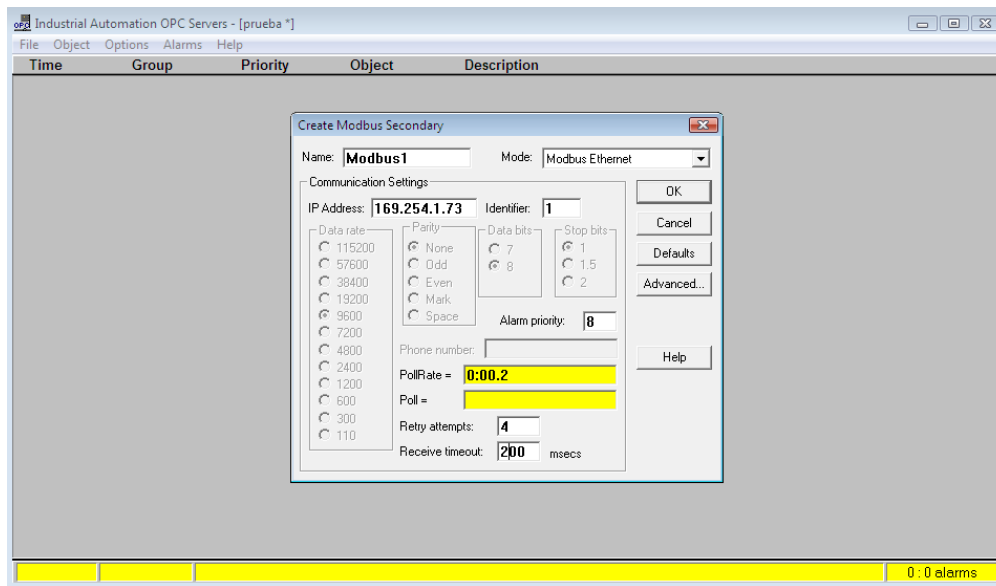 OPC Industrial Automation OPC Servers - [prueba *]
File Object Options Alarms Help
Time Group Priority Object Description
Create Modbus Secondary
Name: Modbus1 Mode: Modbus Ethernet
Communication Settings
OK
IP Address: 169.254.1.73 Identifier: 1
Cancel
Data rate Parity Data bits Stop bits
115200 None 7 1
Defaults
57600 Odd 8 1.5
38400 Even 2
Advanced...
19200 Mark
9600 Space Alarm priority: 8
7200
4800 Phone number:
Help
2400 PollRate = 0:00.2
1200
600 Poll =
300 Retry attempts: 4
110
Receive timeout: 200 msecs
0 : 0 alarms